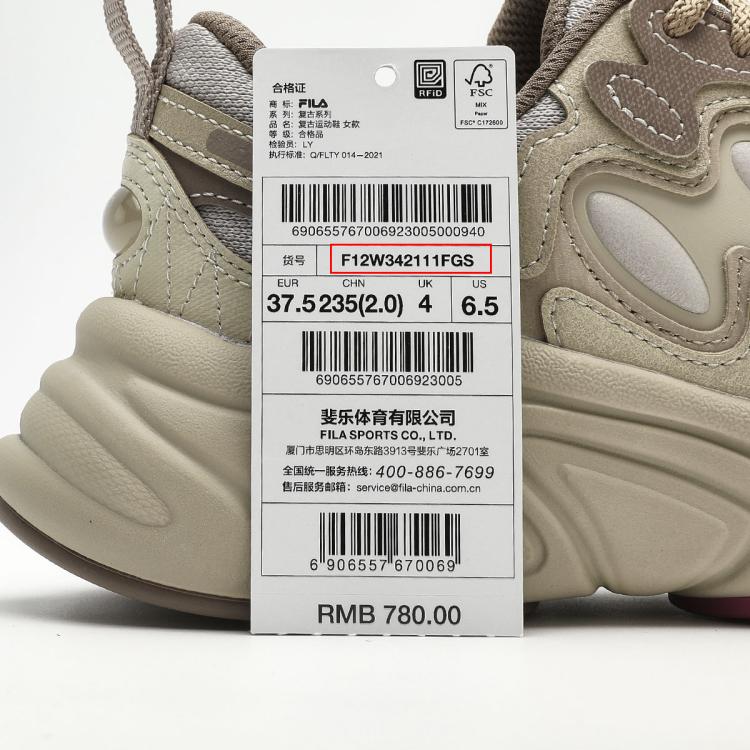 合格证
RFiD
FSC
MIX
Paper
FSC® C172600
商 标: FILA
系 列: 复古系列
品 名: 复古运动鞋 女款
等 级: 合格品
检验员: LY
执行标准: Q/FLTY 014-2021
690655767006923005000940
货号 F12W342111FGS
EUR CHN UK US
37.5 235(2.0) 4 6.5
690655767006923005
斐乐体育有限公司
FILA SPORTS CO., LTD.
厦门市思明区环岛东路3913号斐乐广场2701室
全国统一服务热线: 400-886-7699
售后服务邮箱: service@fila-china.com.cn
6 906557 670069
RMB 780.00